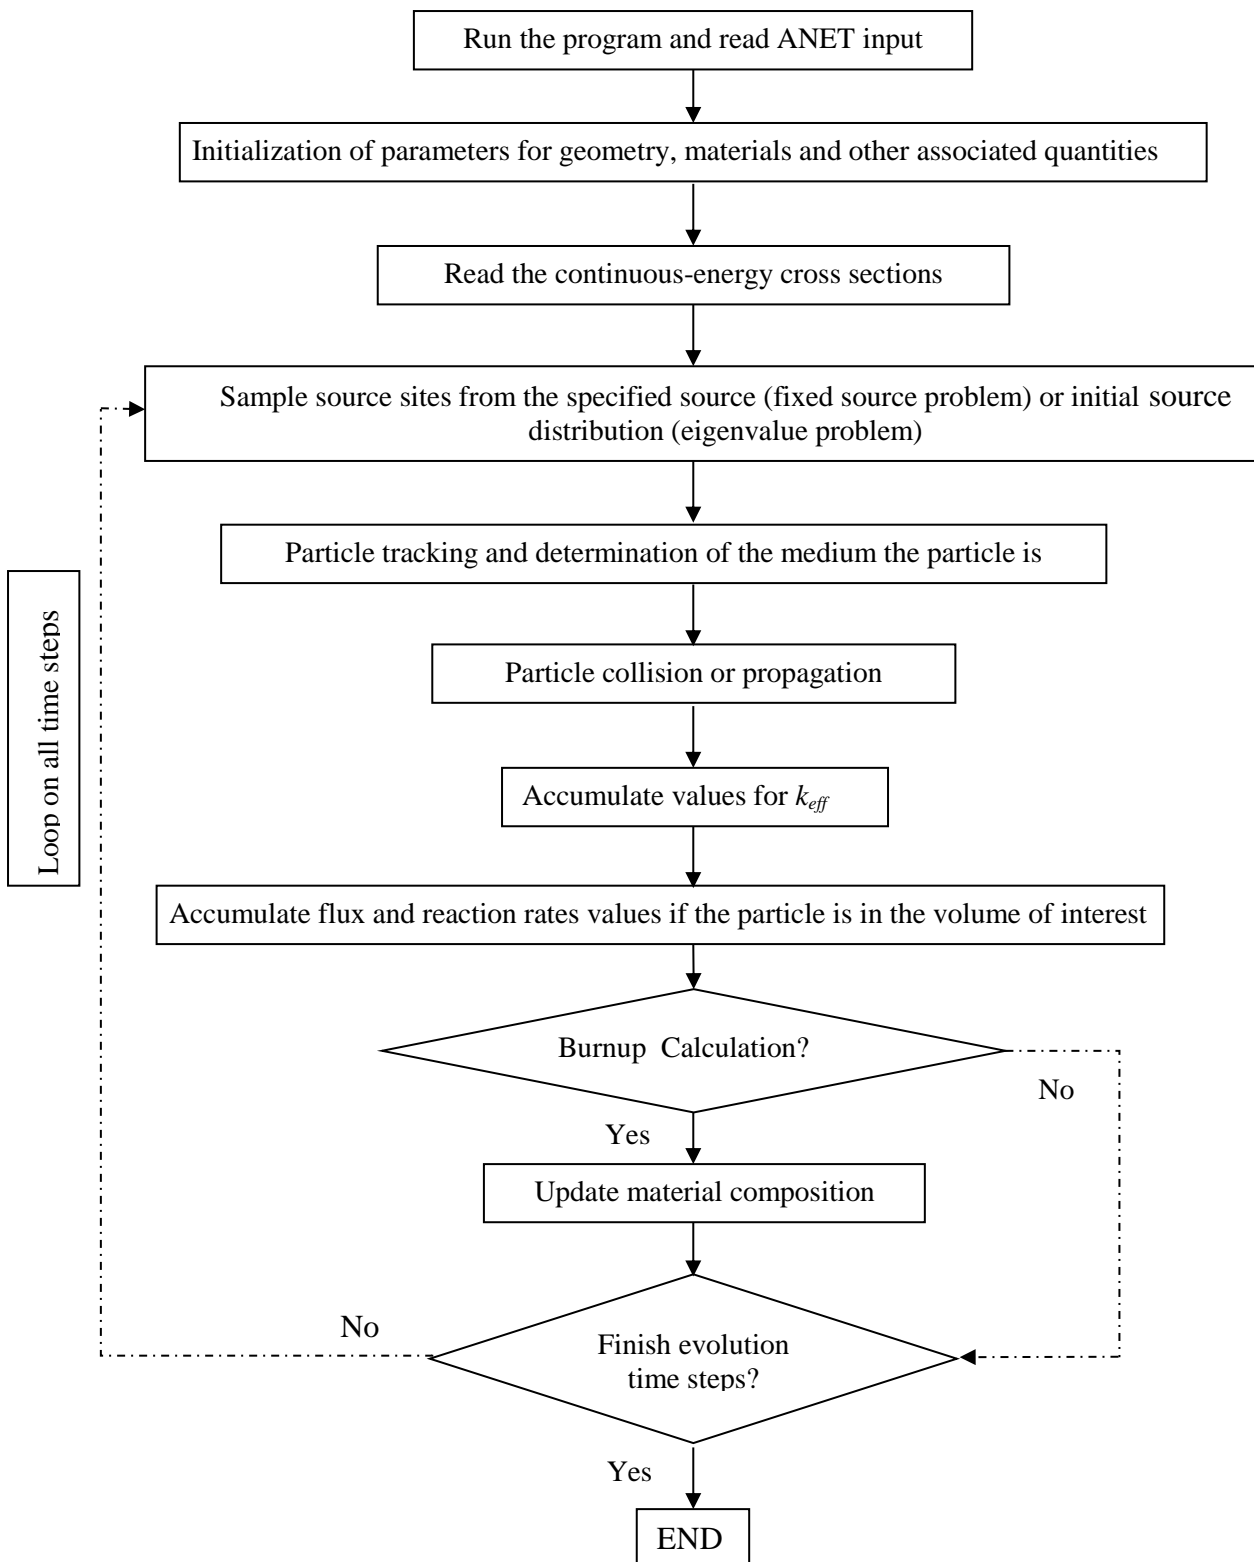 Run the program and read ANET input
Initialization of parameters for geometry, materials and other associated quantities
Read the continuous-energy cross sections
Sample source sites from the specified source (fixed source problem) or initial source
distribution (eigenvalue problem)
Particle tracking and determination of the medium the particle is
Loop on all time steps
Particle collision or propagation
Accumulate values for k_eff
Accumulate flux and reaction rates values if the particle is in the volume of interest
Burnup Calculation?
No
Yes
Update material composition
No
Finish evolution
time steps?
Yes
END